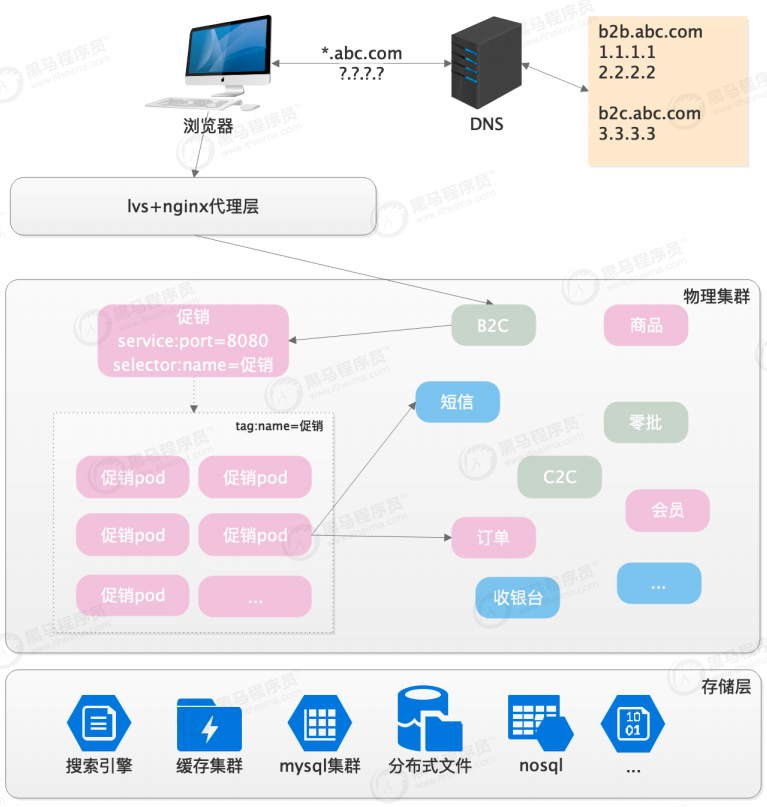 *.abc.com
?.?.?.?
b2b.abc.com
1.1.1.1
2.2.2.2
b2c.abc.com
3.3.3.3
浏览器
DNS
lvs+nginx代理层
物理集群
促销
service:port=8080
selector:name=促销
B2C
商品
短信
零批
tag:name=促销
促销pod
促销pod
C2C
会员
促销pod
促销pod
订单
促销pod
...
收银台
...
存储层
10
01
搜索引擎
缓存集群
mysql集群
分布式文件
nosql
...
黑马程序员™
www.itheima.com